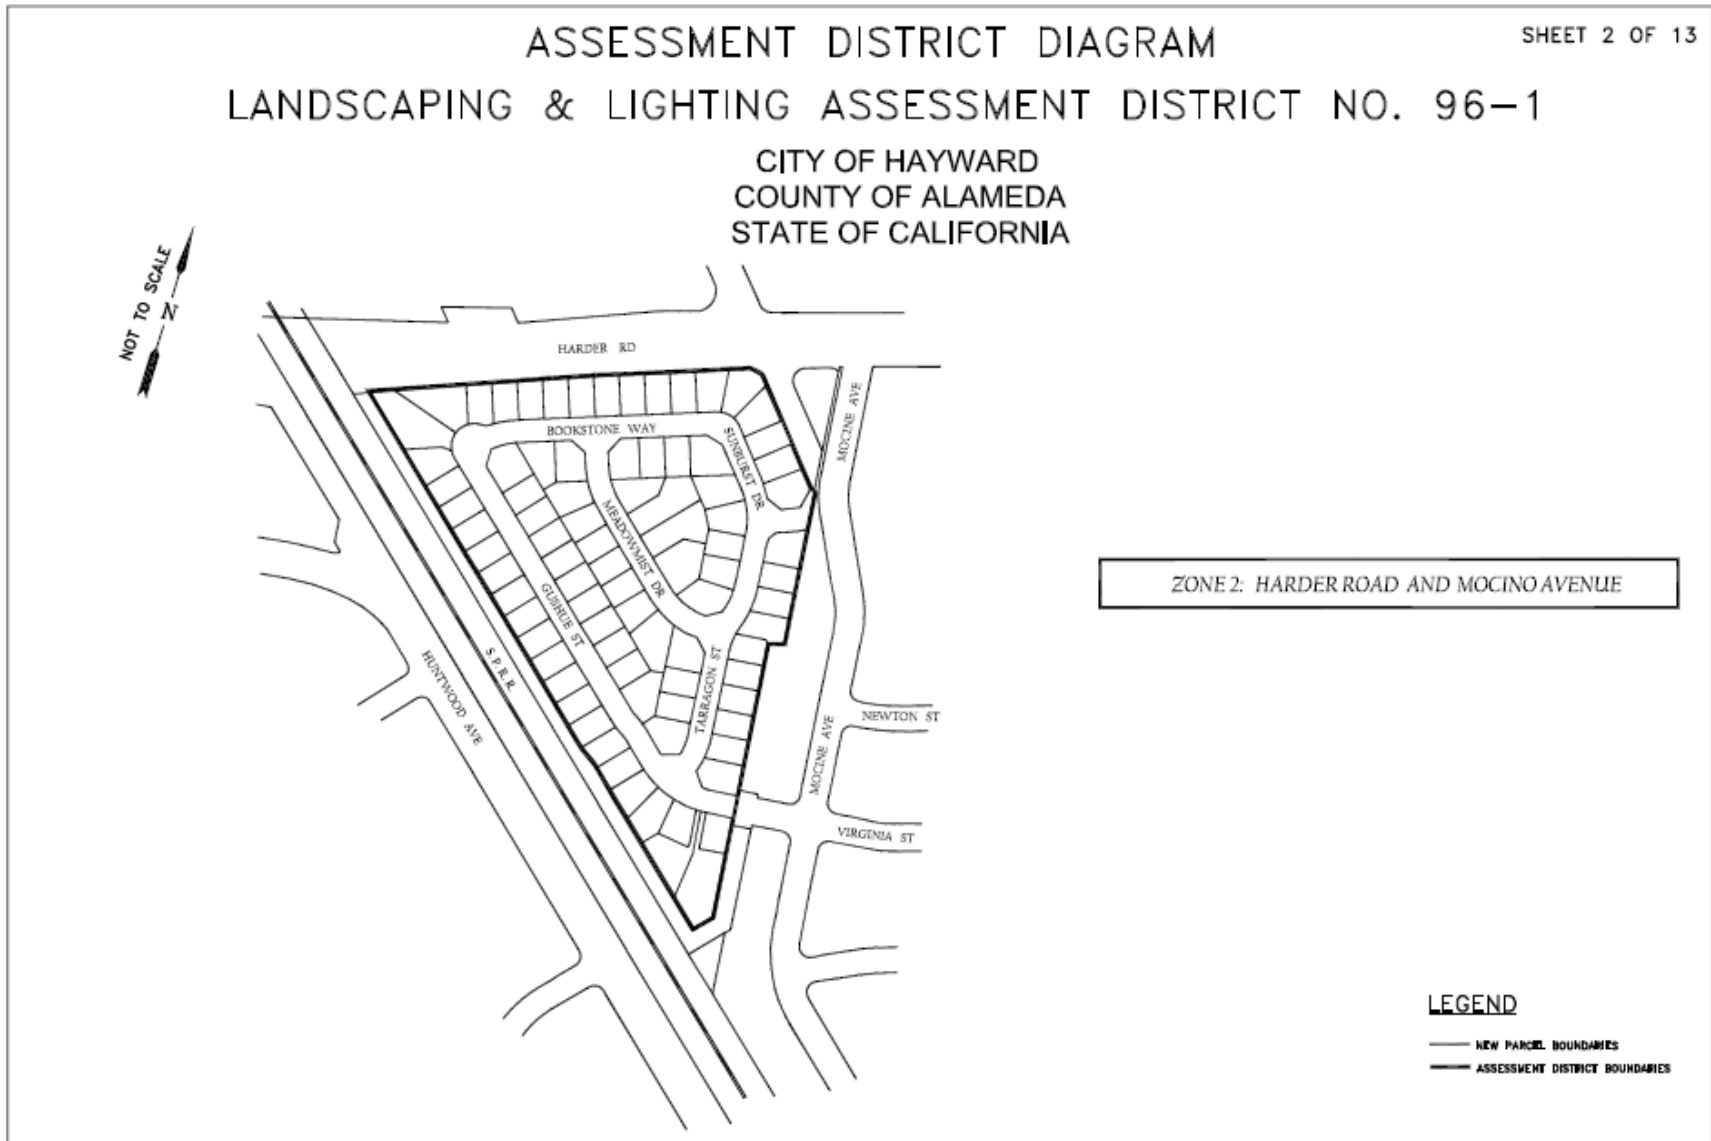 ASSESSMENT DISTRICT DIAGRAM
SHEET 2 OF 13
LANDSCAPING & LIGHTING ASSESSMENT DISTRICT NO. 96-1
CITY OF HAYWARD
COUNTY OF ALAMEDA
STATE OF CALIFORNIA
NOT TO SCALE
N
HARDER RD
MOCINE AVE
BOOKSTONE WAY
SUNBURST DR
MEADOWMIST DR
GUSHUE ST
ZONE 2: HARDER ROAD AND MOCINO AVENUE
S.P.R.R.
HUNTWOOD AVE
TARRAGON ST
NEWTON ST
MOCINE AVE
VIRGINIA ST
LEGEND
NEW PARCEL BOUNDARIES
ASSESSMENT DISTRICT BOUNDARIES